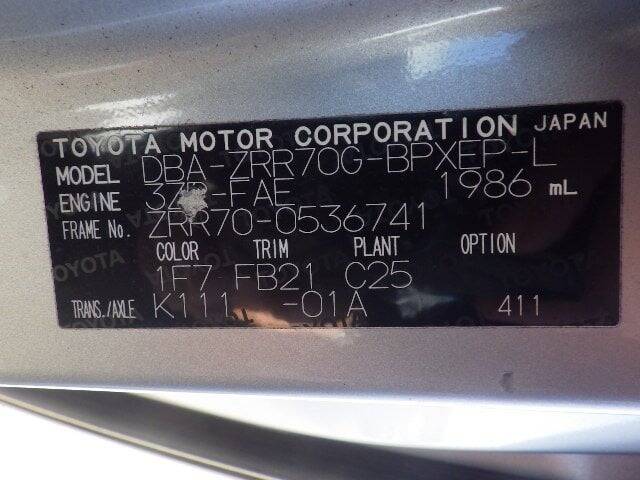 TOYOTA MOTOR CORPORATION JAPAN
MODEL DBA-ZRR70G-BPXEP-L
ENGINE 3ZR-FAE 1986 mL
FRAME No. ZRR70-0536741
COLOR TRIM PLANT OPTION
1F7 FB21 C25
TRANS./AXLE K111 -01A 411